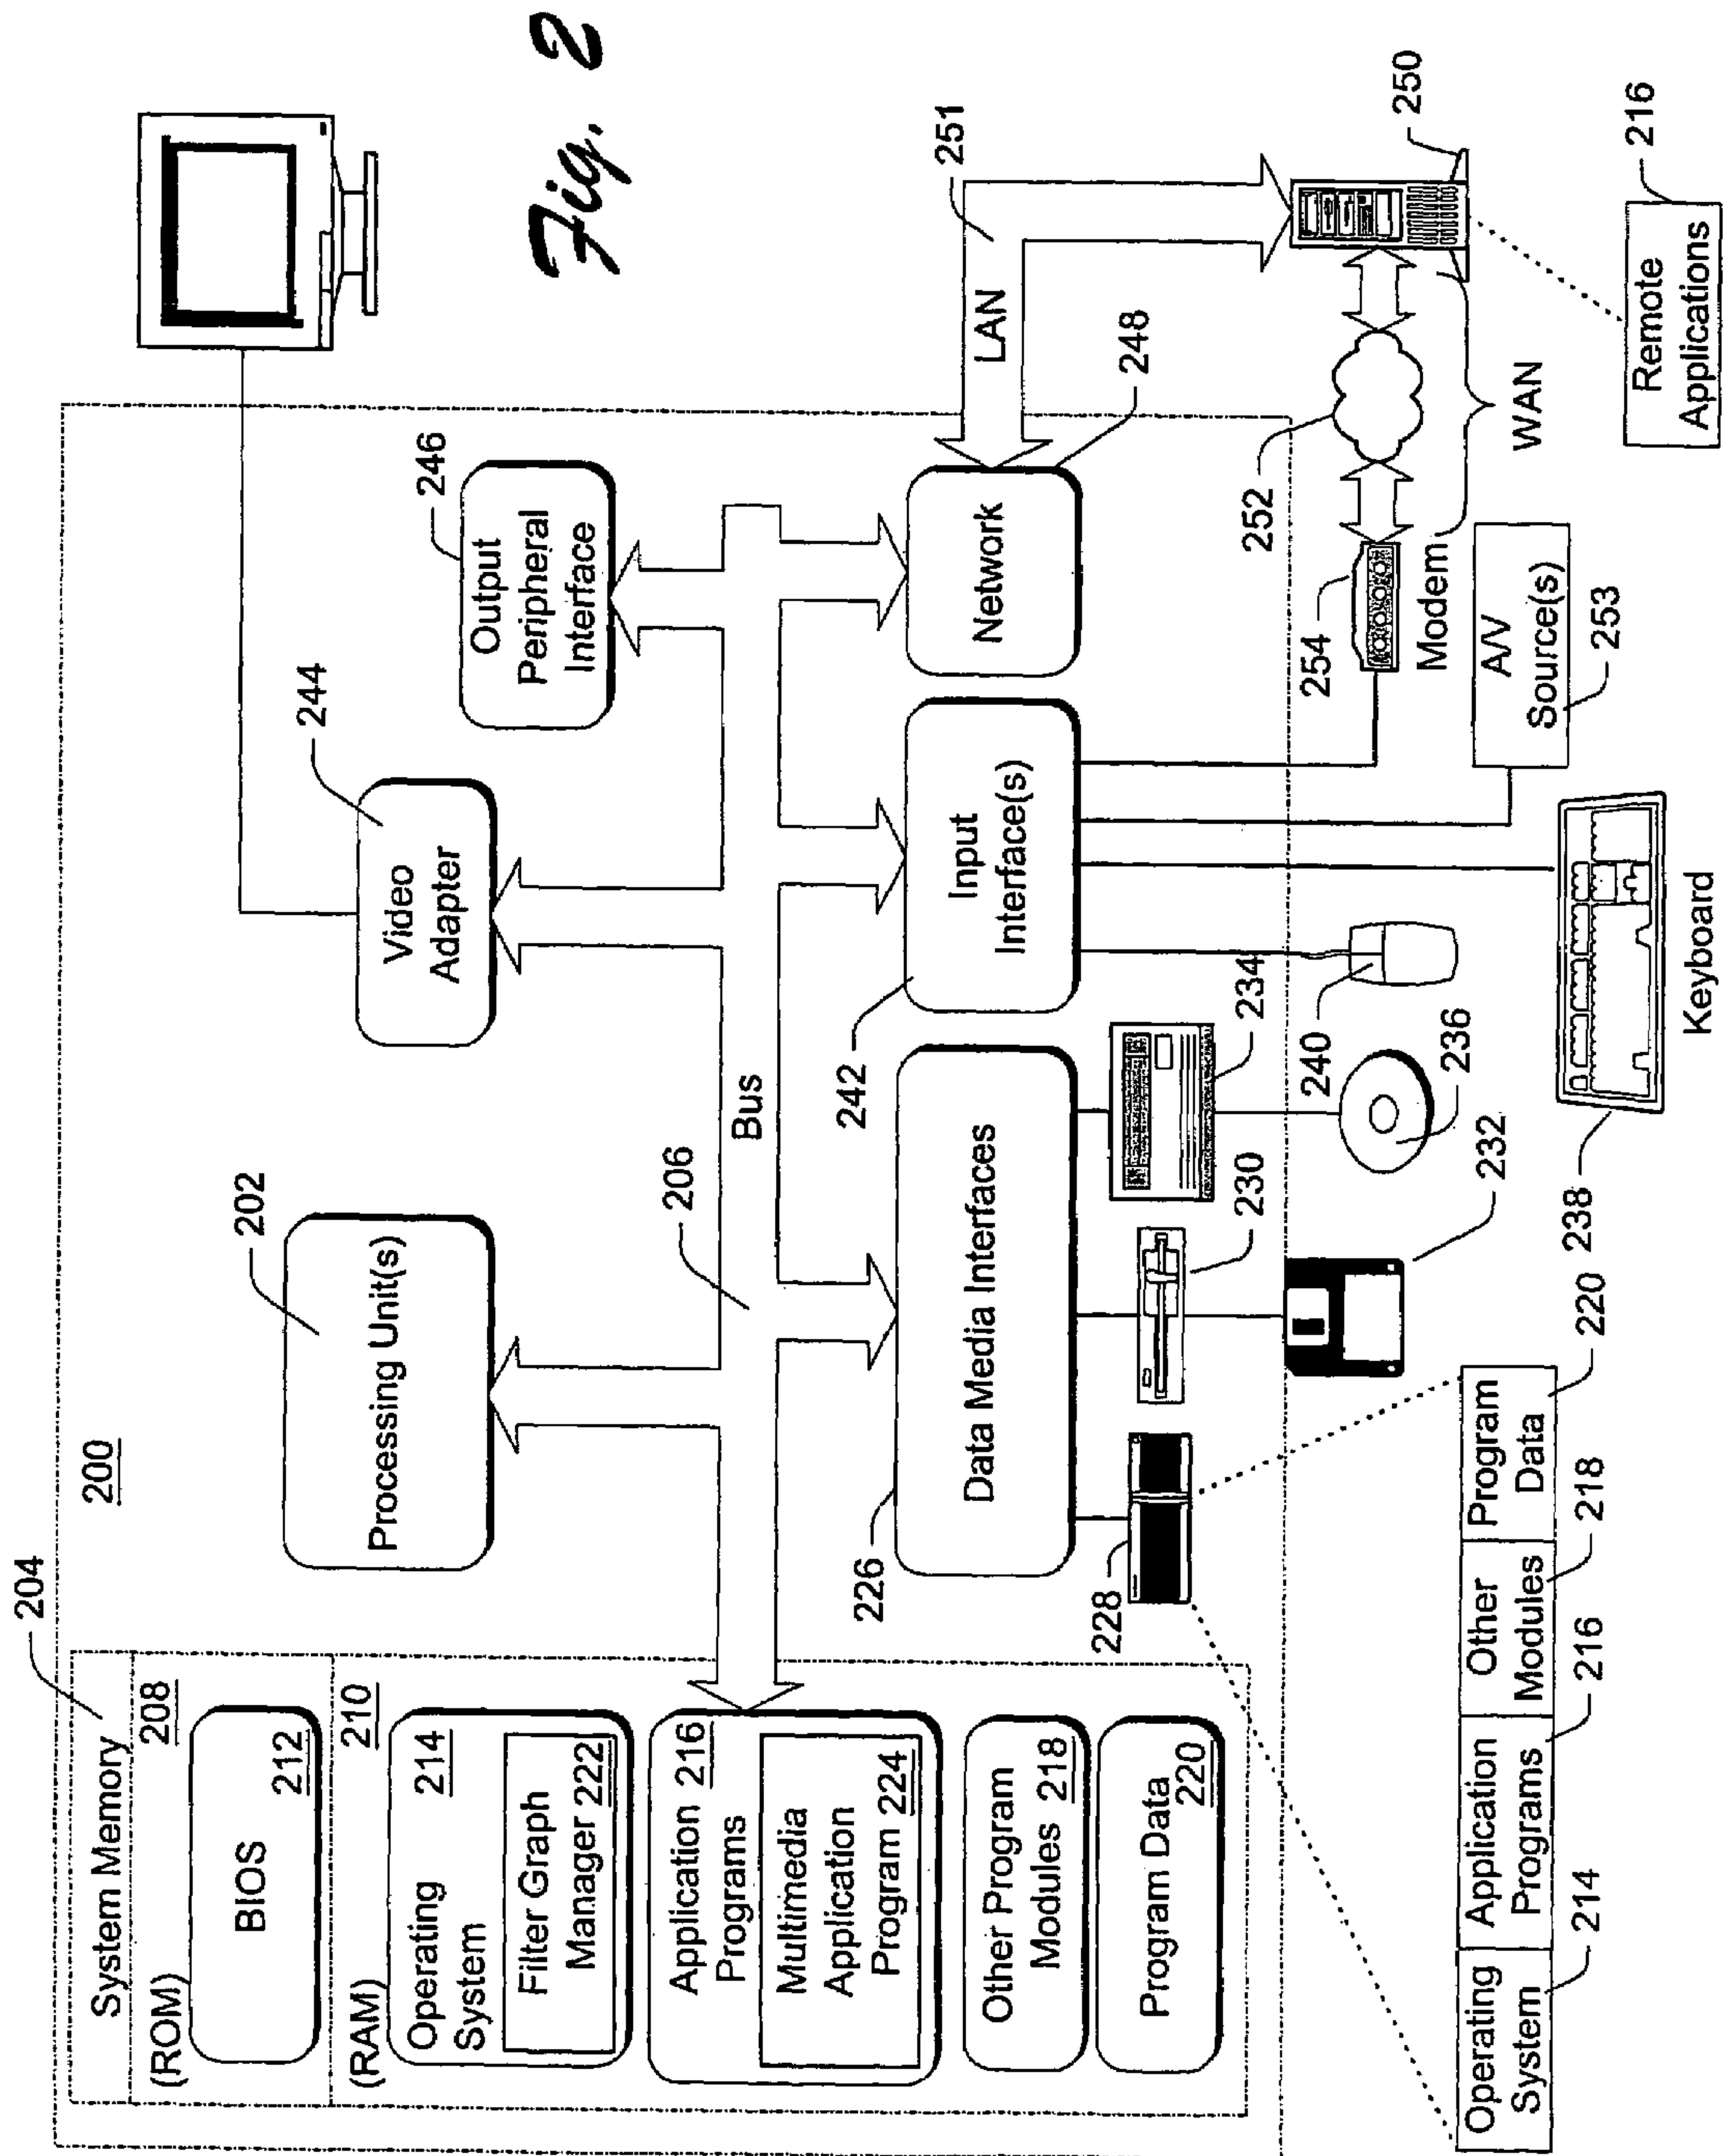 Fig. 2
204
200
System Memory
(ROM) 208
BIOS
212
(RAM) 210
Operating
System 214
Filter Graph
Manager 222
Application 216
Programs
Multimedia
Application
Program 224
Other Program
Modules 218
Program Data
220
202
Processing Unit(s)
206
Bus
244
Video
Adapter
246
Output
Peripheral
Interface
226
Data Media Interfaces
242
Input
Interface(s)
Network
248
LAN
251
228
230
234
240
236
232
254
Modem
252
WAN
250
A/V
Source(s)
253
238
Keyboard
Remote
Applications
216
Operating
System
214
Application
Programs
216
Other
Modules
218
Program
Data
220